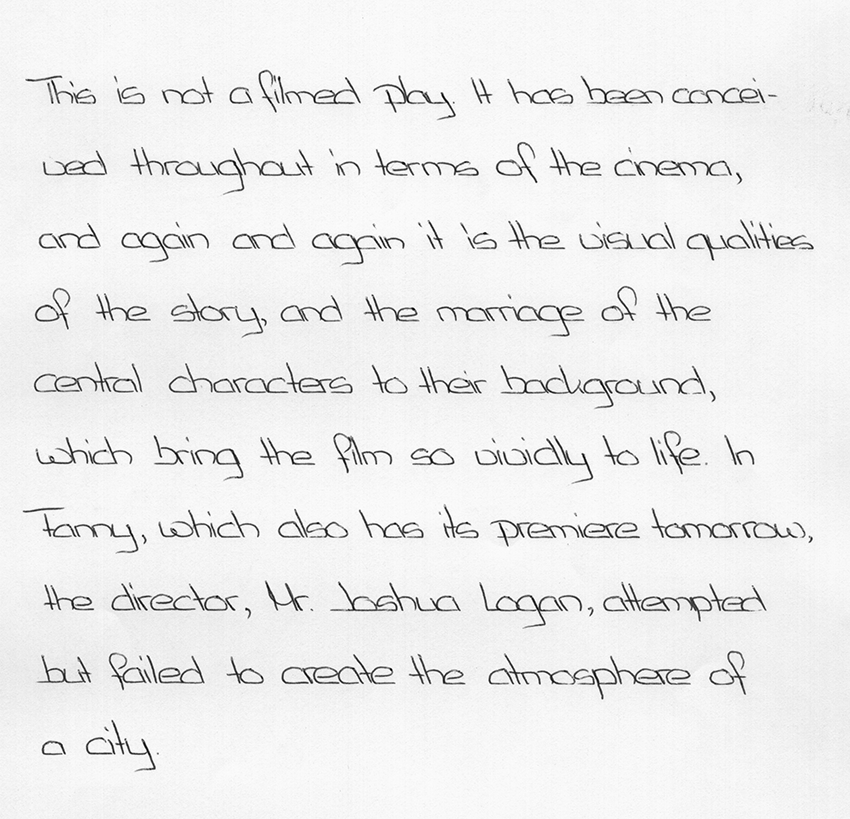 This is not a filmed play. It has been concei-
ved throughout in terms of the cinema,
and again and again it is the visual qualities
of the story, and the marriage of the
central characters to their background,
which bring the film so vividly to life. In
Fanny, which also has its premiere tomorrow,
the director, Mr. Joshua Logan, attempted
but failed to create the atmosphere of
a city.